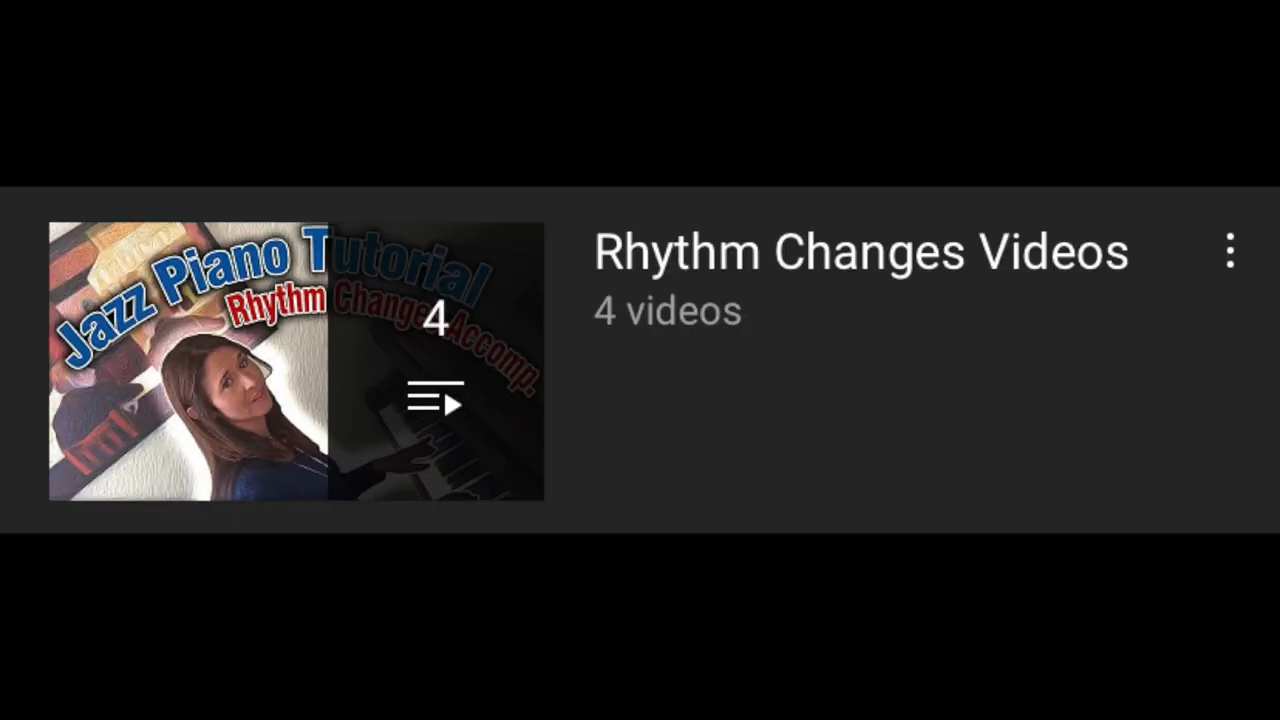 Jazz Piano Tutorial
Rhythm Changes Accomp.
4
Rhythm Changes Videos
4 videos